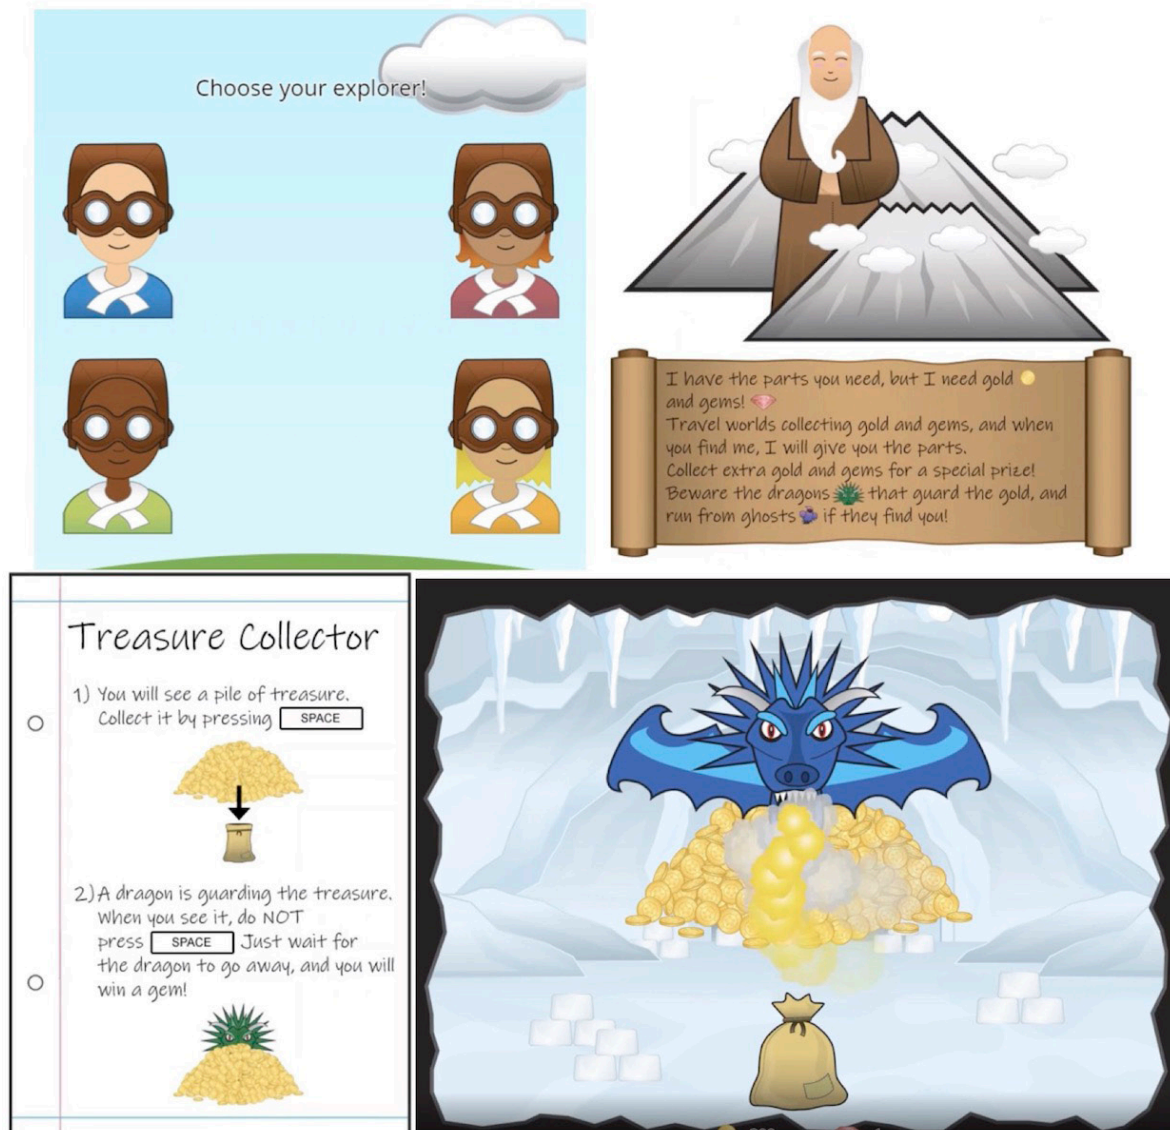 Choose your explorer!
I have the parts you need, but I need gold
and gems!
Travel worlds collecting gold and gems, and when
you find me, I will give you the parts.
Collect extra gold and gems for a special prize!
Beware the dragons that guard the gold, and
run from ghosts if they find you!
Treasure Collector
1) You will see a pile of treasure.
Collect it by pressing SPACE
2) A dragon is guarding the treasure.
When you see it, do NOT
press SPACE Just wait for
the dragon to go away, and you will
win a gem!